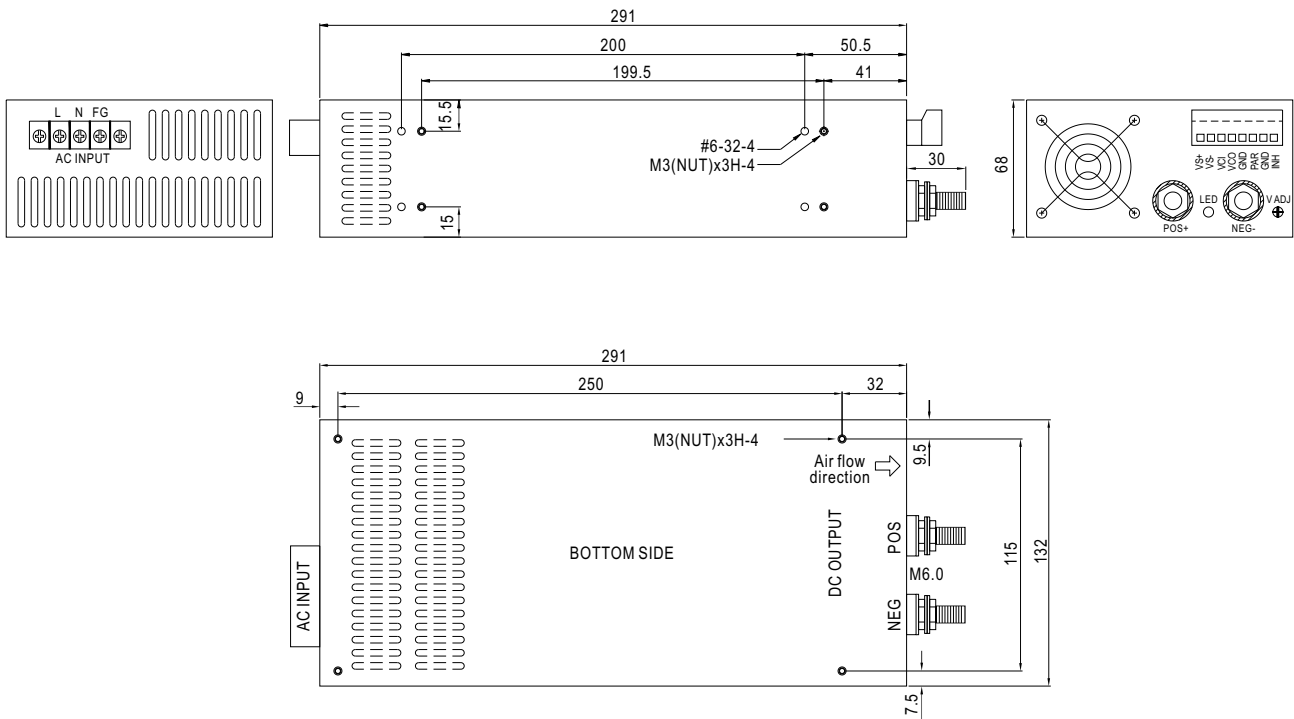 291
200
50.5
199.5
41
L N FG
AC INPUT
15.5
#6-32-4
M3(NUT)x3H-4
30
15
68
VS+
VS-
VCI
VCO
GND
PAR
GND
INH
LED
V ADJ
POS+
NEG-
291
250
32
9
M3(NUT)x3H-4
9.5
Air flow
direction
AC INPUT
BOTTOM SIDE
DC OUTPUT
POS
M6.0
NEG
115
132
7.5